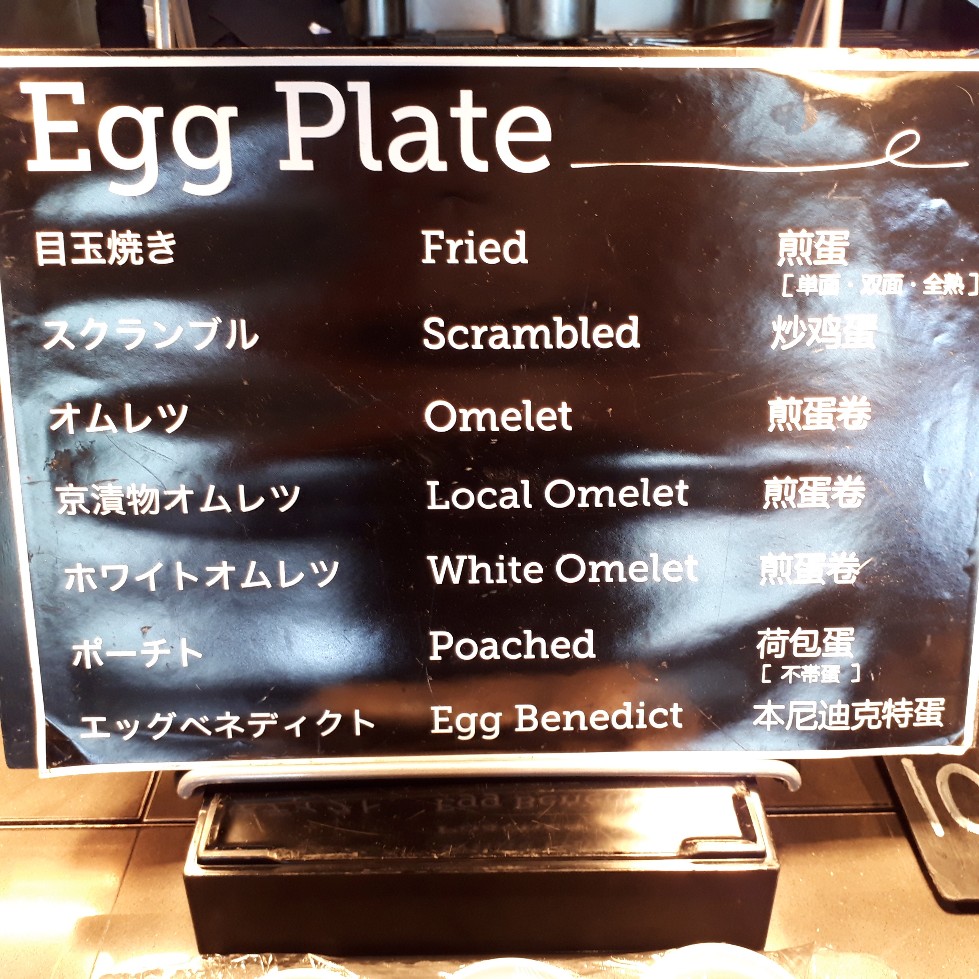 Egg Plate
目玉焼き Fried 煎蛋
[ 単面・双面・全熟 ]
スクランブル Scrambled 炒鸡蛋
オムレツ Omelet 煎蛋卷
京漬物オムレツ Local Omelet 煎蛋卷
ホワイトオムレツ White Omelet 煎蛋卷
ポーチト Poached 荷包蛋
[ 不帯蛋 ]
エッグベネディクト Egg Benedict 本尼迪克特蛋